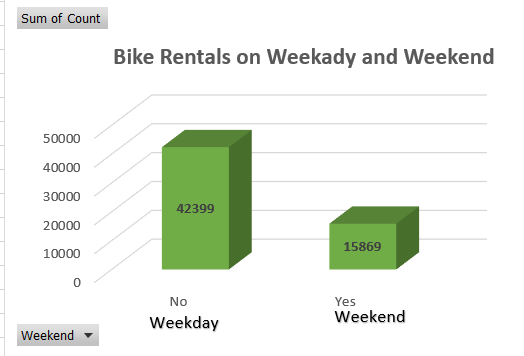 Sum of Count
Bike Rentals on Weekady and Weekend
50000
40000
30000
20000
10000
0
42399
15869
No
Yes
Weekday
Weekend
Weekend